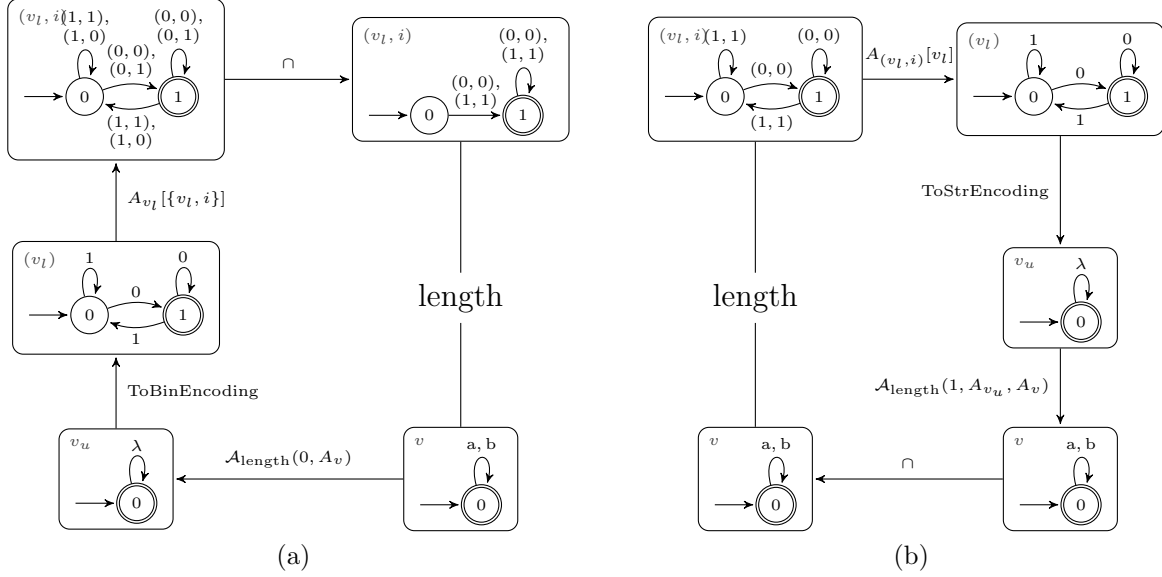 (v_l, i)
(1, 1),
(1, 0)
(0, 0),
(0, 1)
(0, 0),
(0, 1)
0
1
(1, 1),
(1, 0)
∩
(v_l, i)
(0, 0),
(1, 1)
(0, 0),
(1, 1)
0
1
A_{v_l}[{v_l, i}]
(v_l)
1
0
0
0
1
1
ToBinEncoding
length
v_u
λ
0
𝒜_length(0, A_v)
v
a, b
0
(a)
(v_l, i)
(1, 1)
(0, 0)
(0, 0)
0
1
(1, 1)
A_{(v_l,i)}[v_l]
(v_l)
1
0
0
0
1
1
ToStrEncoding
v_u
λ
0
length
𝒜_length(1, A_{v_u}, A_v)
v
a, b
0
∩
v
a, b
0
(b)